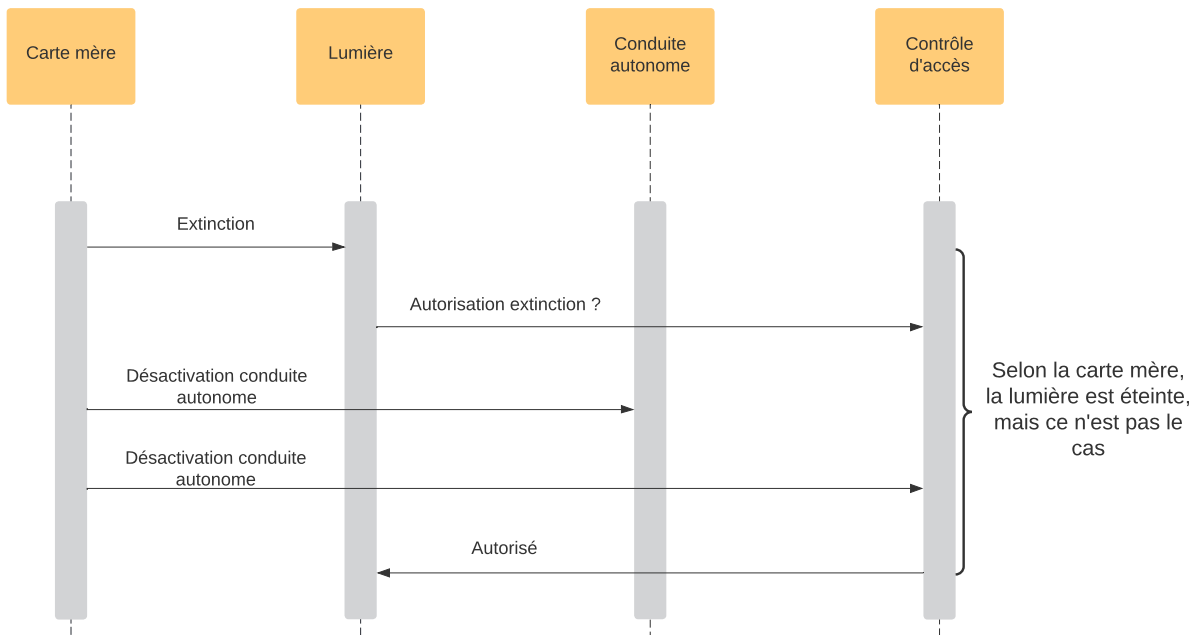 Carte mère
Lumière
Conduite
autonome
Contrôle
d'accès
Extinction
Autorisation extinction ?
Désactivation conduite
autonome
Désactivation conduite
autonome
Autorisé
Selon la carte mère,
la lumière est éteinte,
mais ce n'est pas le
cas